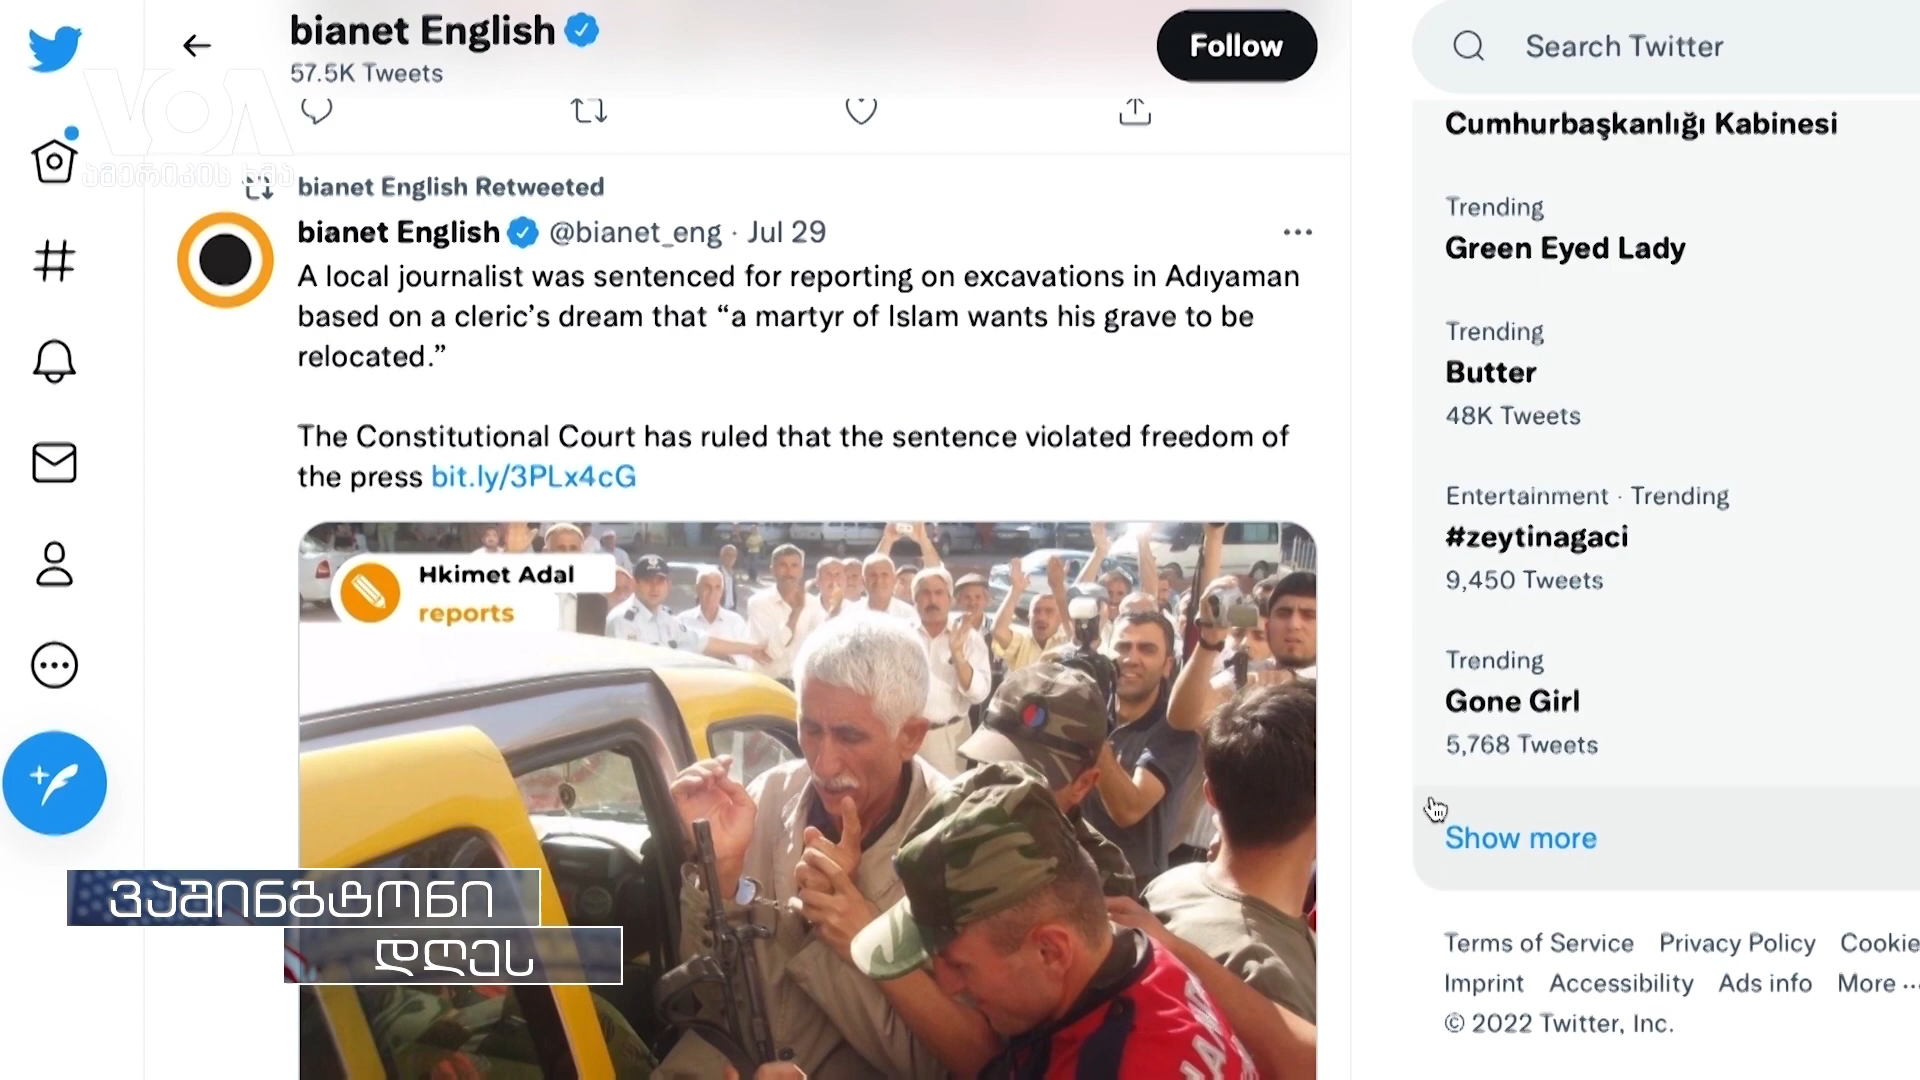 bianet English
57.5K Tweets
Follow
Search Twitter
VOA
ამერიკის ხმა
bianet English Retweeted
bianet English @bianet_eng · Jul 29
A local journalist was sentenced for reporting on excavations in Adıyaman
based on a cleric’s dream that “a martyr of Islam wants his grave to be
relocated.”
The Constitutional Court has ruled that the sentence violated freedom of
the press bit.ly/3PLx4cG
Hkimet Adal
reports
ვაშინგტონი
დღეს
Cumhurbaşkanlığı Kabinesi
Trending
Green Eyed Lady
Trending
Butter
48K Tweets
Entertainment · Trending
#zeytinagaci
9,450 Tweets
Trending
Gone Girl
5,768 Tweets
Show more
Terms of Service Privacy Policy Cookie
Imprint Accessibility Ads info More ...
© 2022 Twitter, Inc.